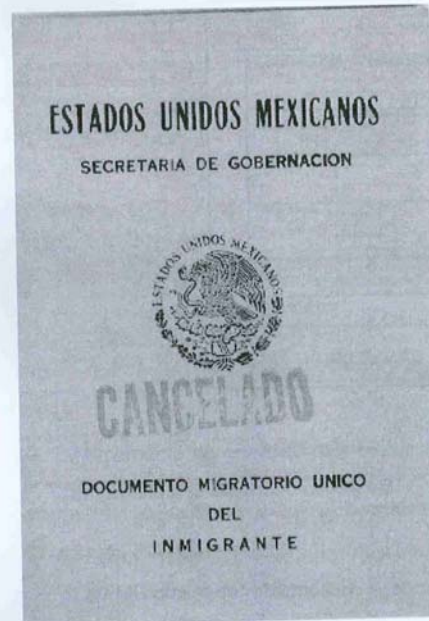 ESTADOS UNIDOS MEXICANOS
SECRETARIA DE GOBERNACION
ESTADOS UNIDOS MEXICANOS
CANCELADO
DOCUMENTO MIGRATORIO UNICO
DEL
INMIGRANTE